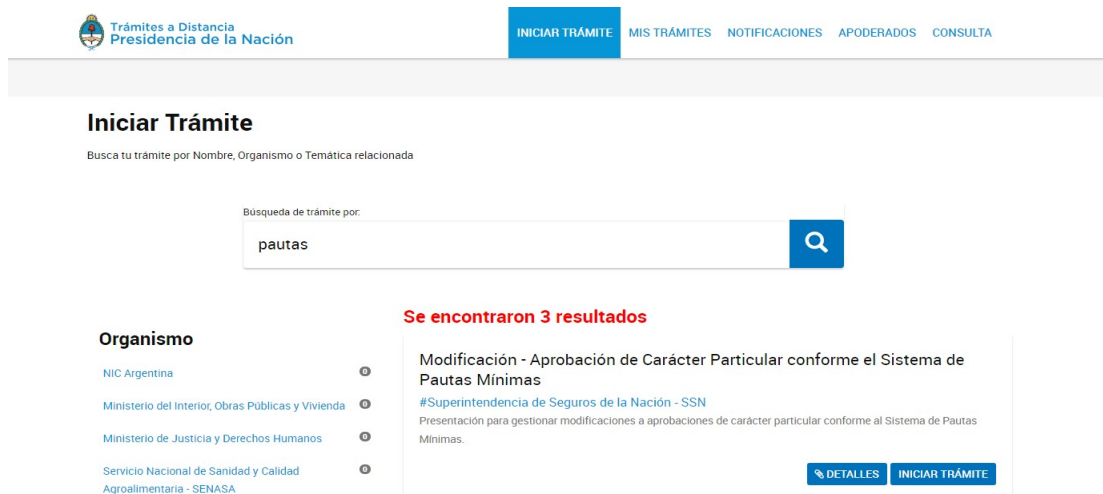 Trámites a Distancia
Presidencia de la Nación
INICIAR TRÁMITE MIS TRÁMITES NOTIFICACIONES APODERADOS CONSULTA
Iniciar Trámite
Busca tu trámite por Nombre, Organismo o Temática relacionada
Búsqueda de trámite por:
pautas
Organismo
NIC Argentina 0
Ministerio del Interior, Obras Públicas y Vivienda 0
Ministerio de Justicia y Derechos Humanos 0
Servicio Nacional de Sanidad y Calidad 0
Agroalimentaria - SENASA
Se encontraron 3 resultados
Modificación - Aprobación de Carácter Particular conforme el Sistema de
Pautas Mínimas
#Superintendencia de Seguros de la Nación - SSN
Presentación para gestionar modificaciones a aprobaciones de carácter particular conforme al Sistema de Pautas
Mínimas.
DETALLES INICIAR TRÁMITE